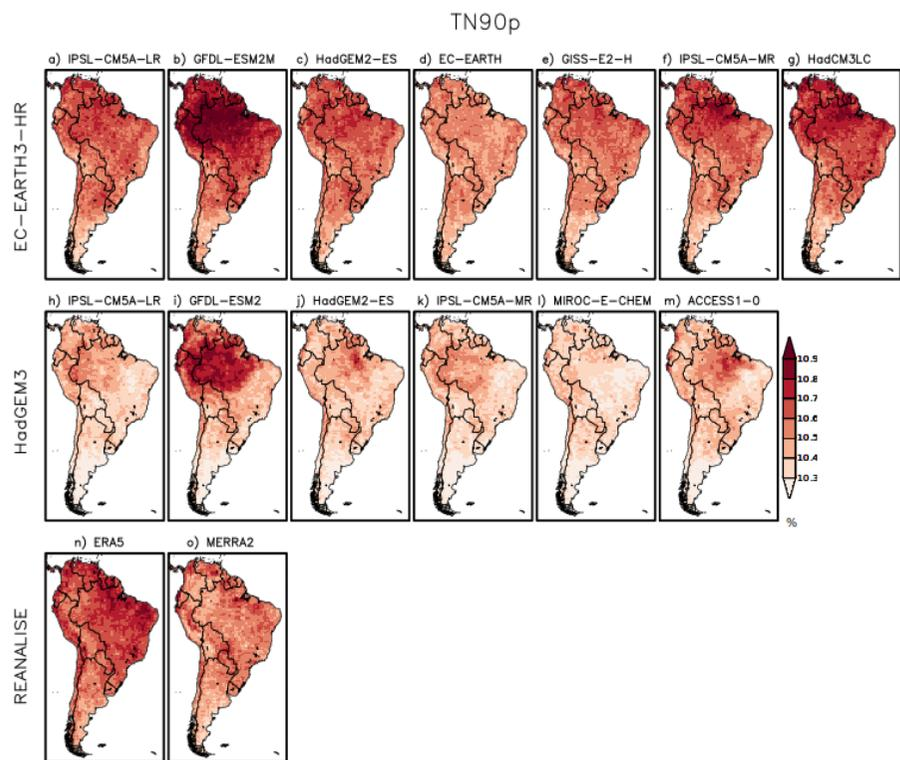 TN90p
a) IPSL-CM5A-LR b) GFDL-ESM2M c) HadGEM2-ES d) EC-EARTH e) GISS-E2-H f) IPSL-CM5A-MR g) HadCM3LC
EC-EARTH3-HR
h) IPSL-CM5A-LR i) GFDL-ESM2 j) HadGEM2-ES k) IPSL-CM5A-MR l) MIROC-E-CHEM m) ACCESS1-0
HadGEM3
10.9
10.8
10.7
10.6
10.5
10.4
10.3
%
n) ERA5 o) MERRA2
REANALISE